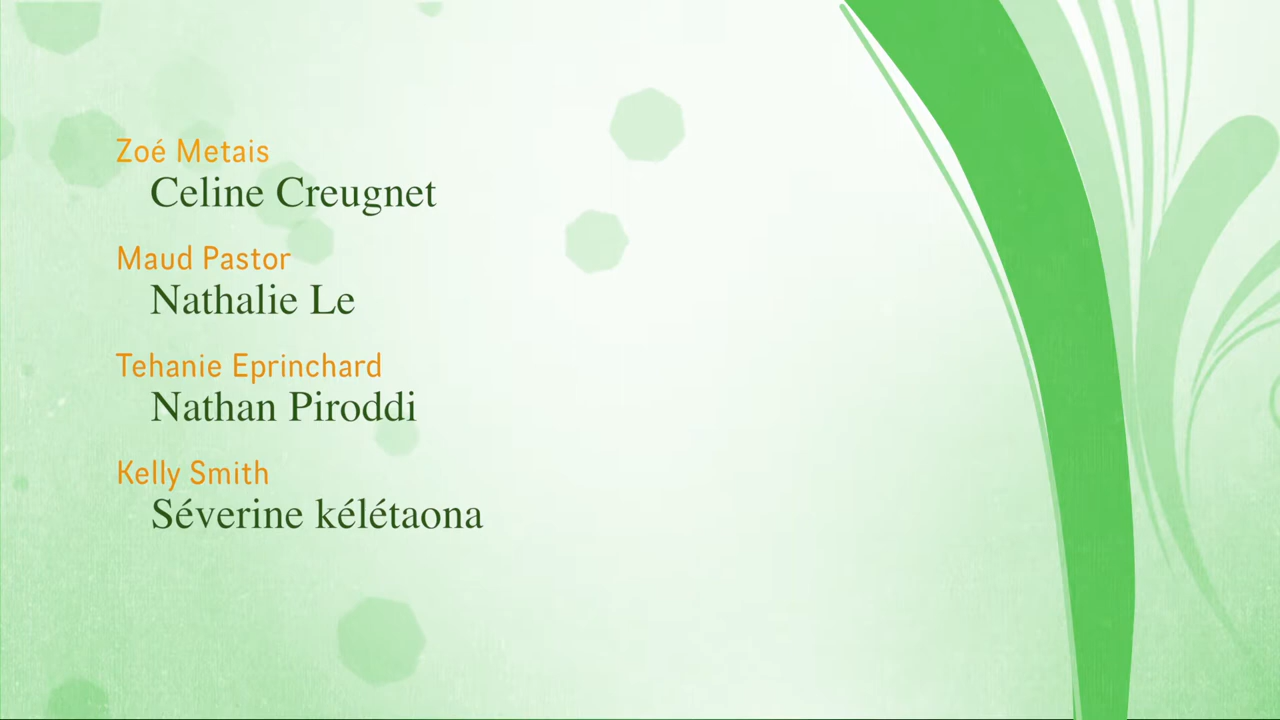 Zoé Metais
Celine Creugnet
Maud Pastor
Nathalie Le
Tehanie Eprinchard
Nathan Piroddi
Kelly Smith
Séverine kélétaona